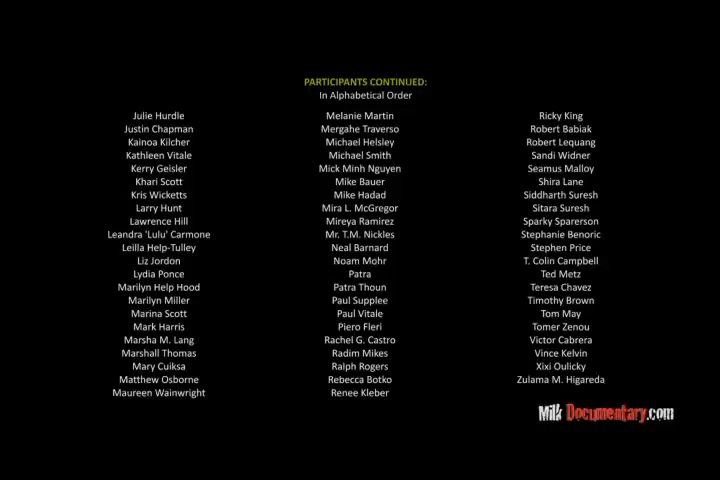 PARTICIPANTS CONTINUED:
In Alphabetical Order
Julie Hurdle
Justin Chapman
Kainoa Kilcher
Kathleen Vitale
Kerry Geisler
Khari Scott
Kris Wicketts
Larry Hunt
Lawrence Hill
Leandra 'Lulu' Carmone
Leilla Help-Tulley
Liz Jordon
Lydia Ponce
Marilyn Help Hood
Marilyn Miller
Marina Scott
Mark Harris
Marsha M. Lang
Marshall Thomas
Mary Cuiksa
Matthew Osborne
Maureen Wainwright
Melanie Martin
Mergahe Traverso
Michael Helsley
Michael Smith
Mick Minh Nguyen
Mike Bauer
Mike Hadad
Mira L. McGregor
Mireya Ramirez
Mr. T.M. Nickles
Neal Barnard
Noam Mohr
Patra
Patra Thoun
Paul Supplee
Paul Vitale
Piero Fleri
Rachel G. Castro
Radim Mikes
Ralph Rogers
Rebecca Botko
Renee Kleber
Ricky King
Robert Babiak
Robert Lequang
Sandi Widner
Seamus Malloy
Shira Lane
Siddharth Suresh
Sitara Suresh
Sparky Sparerson
Stephanie Benoric
Stephen Price
T. Colin Campbell
Ted Metz
Teresa Chavez
Timothy Brown
Tom May
Tomer Zenou
Victor Cabrera
Vince Kelvin
Xixi Oulicky
Zulama M. Higareda
Milk Documentary.com